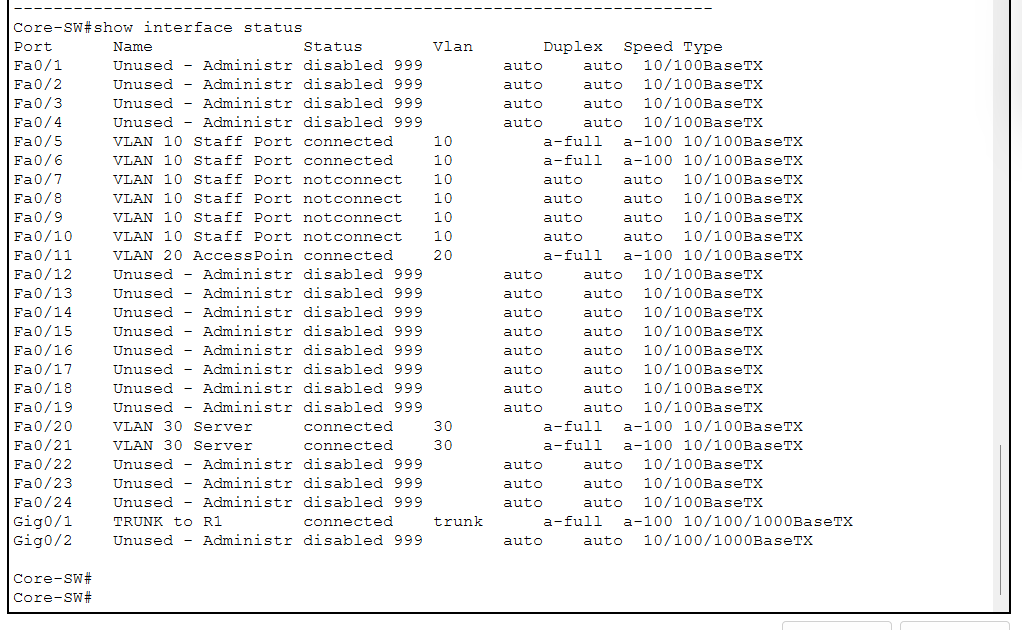 --------------------------------------------------------------------
Core-SW#show interface status
Port      Name               Status       Vlan       Duplex  Speed Type
Fa0/1     Unused - Administr disabled 999        auto    auto  10/100BaseTX
Fa0/2     Unused - Administr disabled 999        auto    auto  10/100BaseTX
Fa0/3     Unused - Administr disabled 999        auto    auto  10/100BaseTX
Fa0/4     Unused - Administr disabled 999        auto    auto  10/100BaseTX
Fa0/5     VLAN 10 Staff Port connected    10         a-full  a-100 10/100BaseTX
Fa0/6     VLAN 10 Staff Port connected    10         a-full  a-100 10/100BaseTX
Fa0/7     VLAN 10 Staff Port notconnect   10         auto    auto  10/100BaseTX
Fa0/8     VLAN 10 Staff Port notconnect   10         auto    auto  10/100BaseTX
Fa0/9     VLAN 10 Staff Port notconnect   10         auto    auto  10/100BaseTX
Fa0/10    VLAN 10 Staff Port notconnect   10         auto    auto  10/100BaseTX
Fa0/11    VLAN 20 AccessPoin connected    20         a-full  a-100 10/100BaseTX
Fa0/12    Unused - Administr disabled 999        auto    auto  10/100BaseTX
Fa0/13    Unused - Administr disabled 999        auto    auto  10/100BaseTX
Fa0/14    Unused - Administr disabled 999        auto    auto  10/100BaseTX
Fa0/15    Unused - Administr disabled 999        auto    auto  10/100BaseTX
Fa0/16    Unused - Administr disabled 999        auto    auto  10/100BaseTX
Fa0/17    Unused - Administr disabled 999        auto    auto  10/100BaseTX
Fa0/18    Unused - Administr disabled 999        auto    auto  10/100BaseTX
Fa0/19    Unused - Administr disabled 999        auto    auto  10/100BaseTX
Fa0/20    VLAN 30 Server     connected    30         a-full  a-100 10/100BaseTX
Fa0/21    VLAN 30 Server     connected    30         a-full  a-100 10/100BaseTX
Fa0/22    Unused - Administr disabled 999        auto    auto  10/100BaseTX
Fa0/23    Unused - Administr disabled 999        auto    auto  10/100BaseTX
Fa0/24    Unused - Administr disabled 999        auto    auto  10/100BaseTX
Gig0/1    TRUNK to R1        connected    trunk      a-full  a-100 10/100/1000BaseTX
Gig0/2    Unused - Administr disabled 999        auto    auto  10/100/1000BaseTX
Core-SW#
Core-SW#